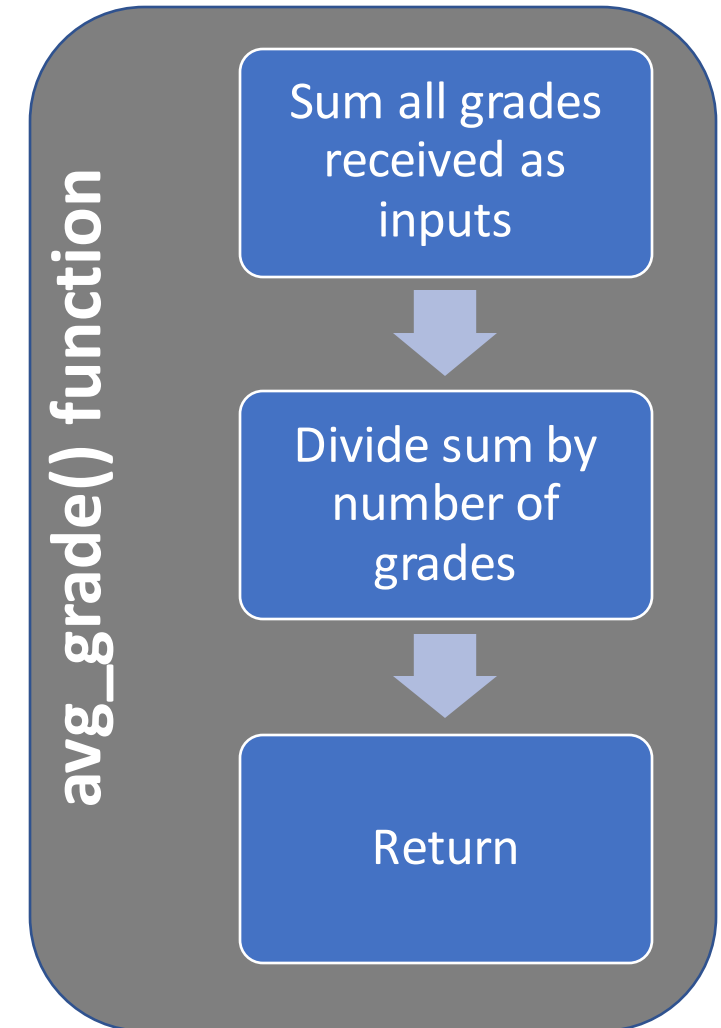 avg_grade() function
Sum all grades
received as
inputs
Divide sum by
number of
grades
Return